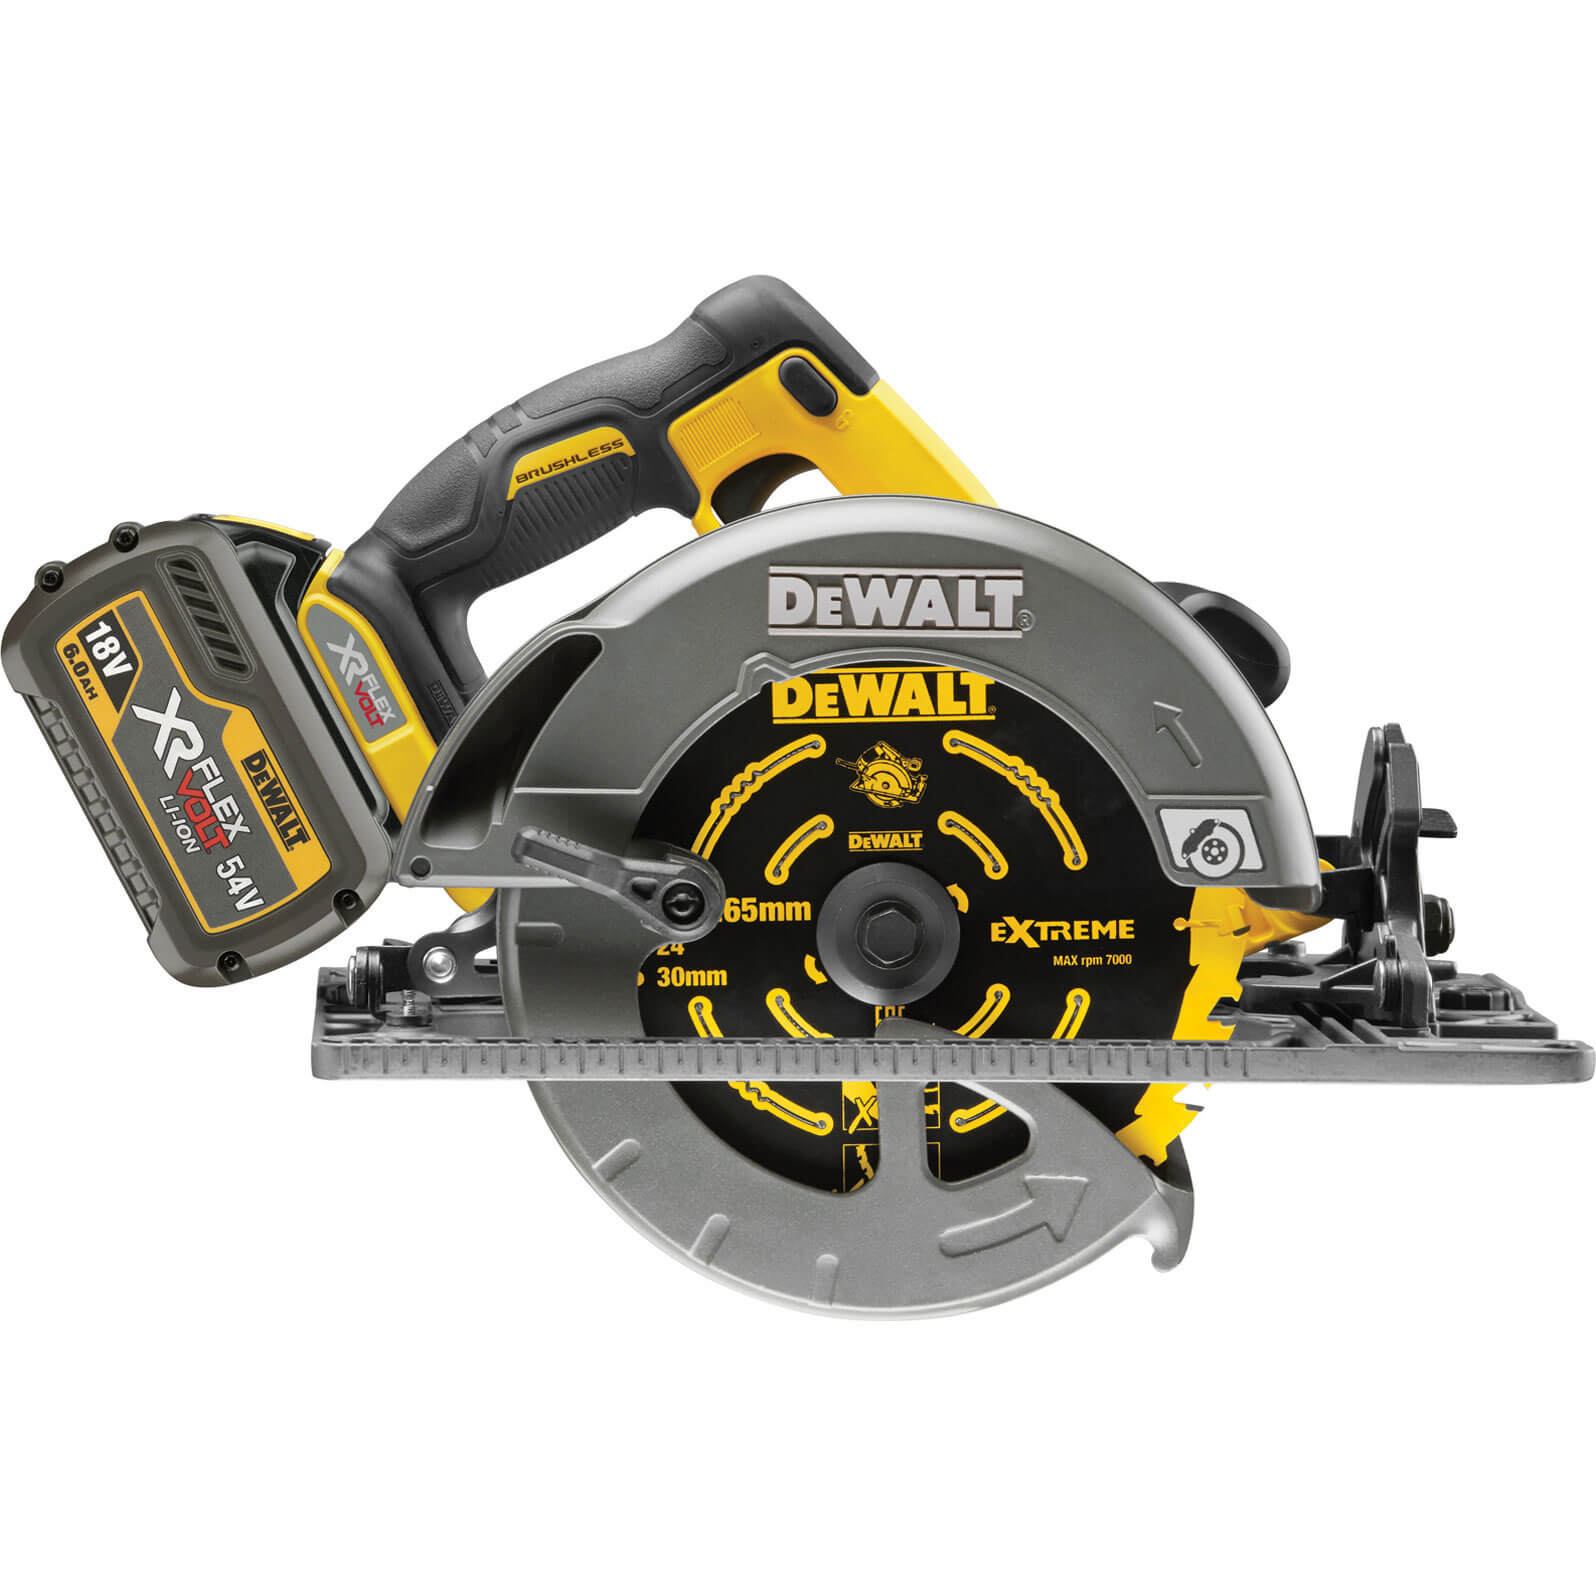 BRUSHLESS
18V
6.0AH
XR FLEX
VOLT
LI-ION
DEWALT
54V
XR FLEX
VOLT
DEWALT®
DEWALT®
DEWALT
65mm
24
30mm
EXTREME
MAX rpm 7000